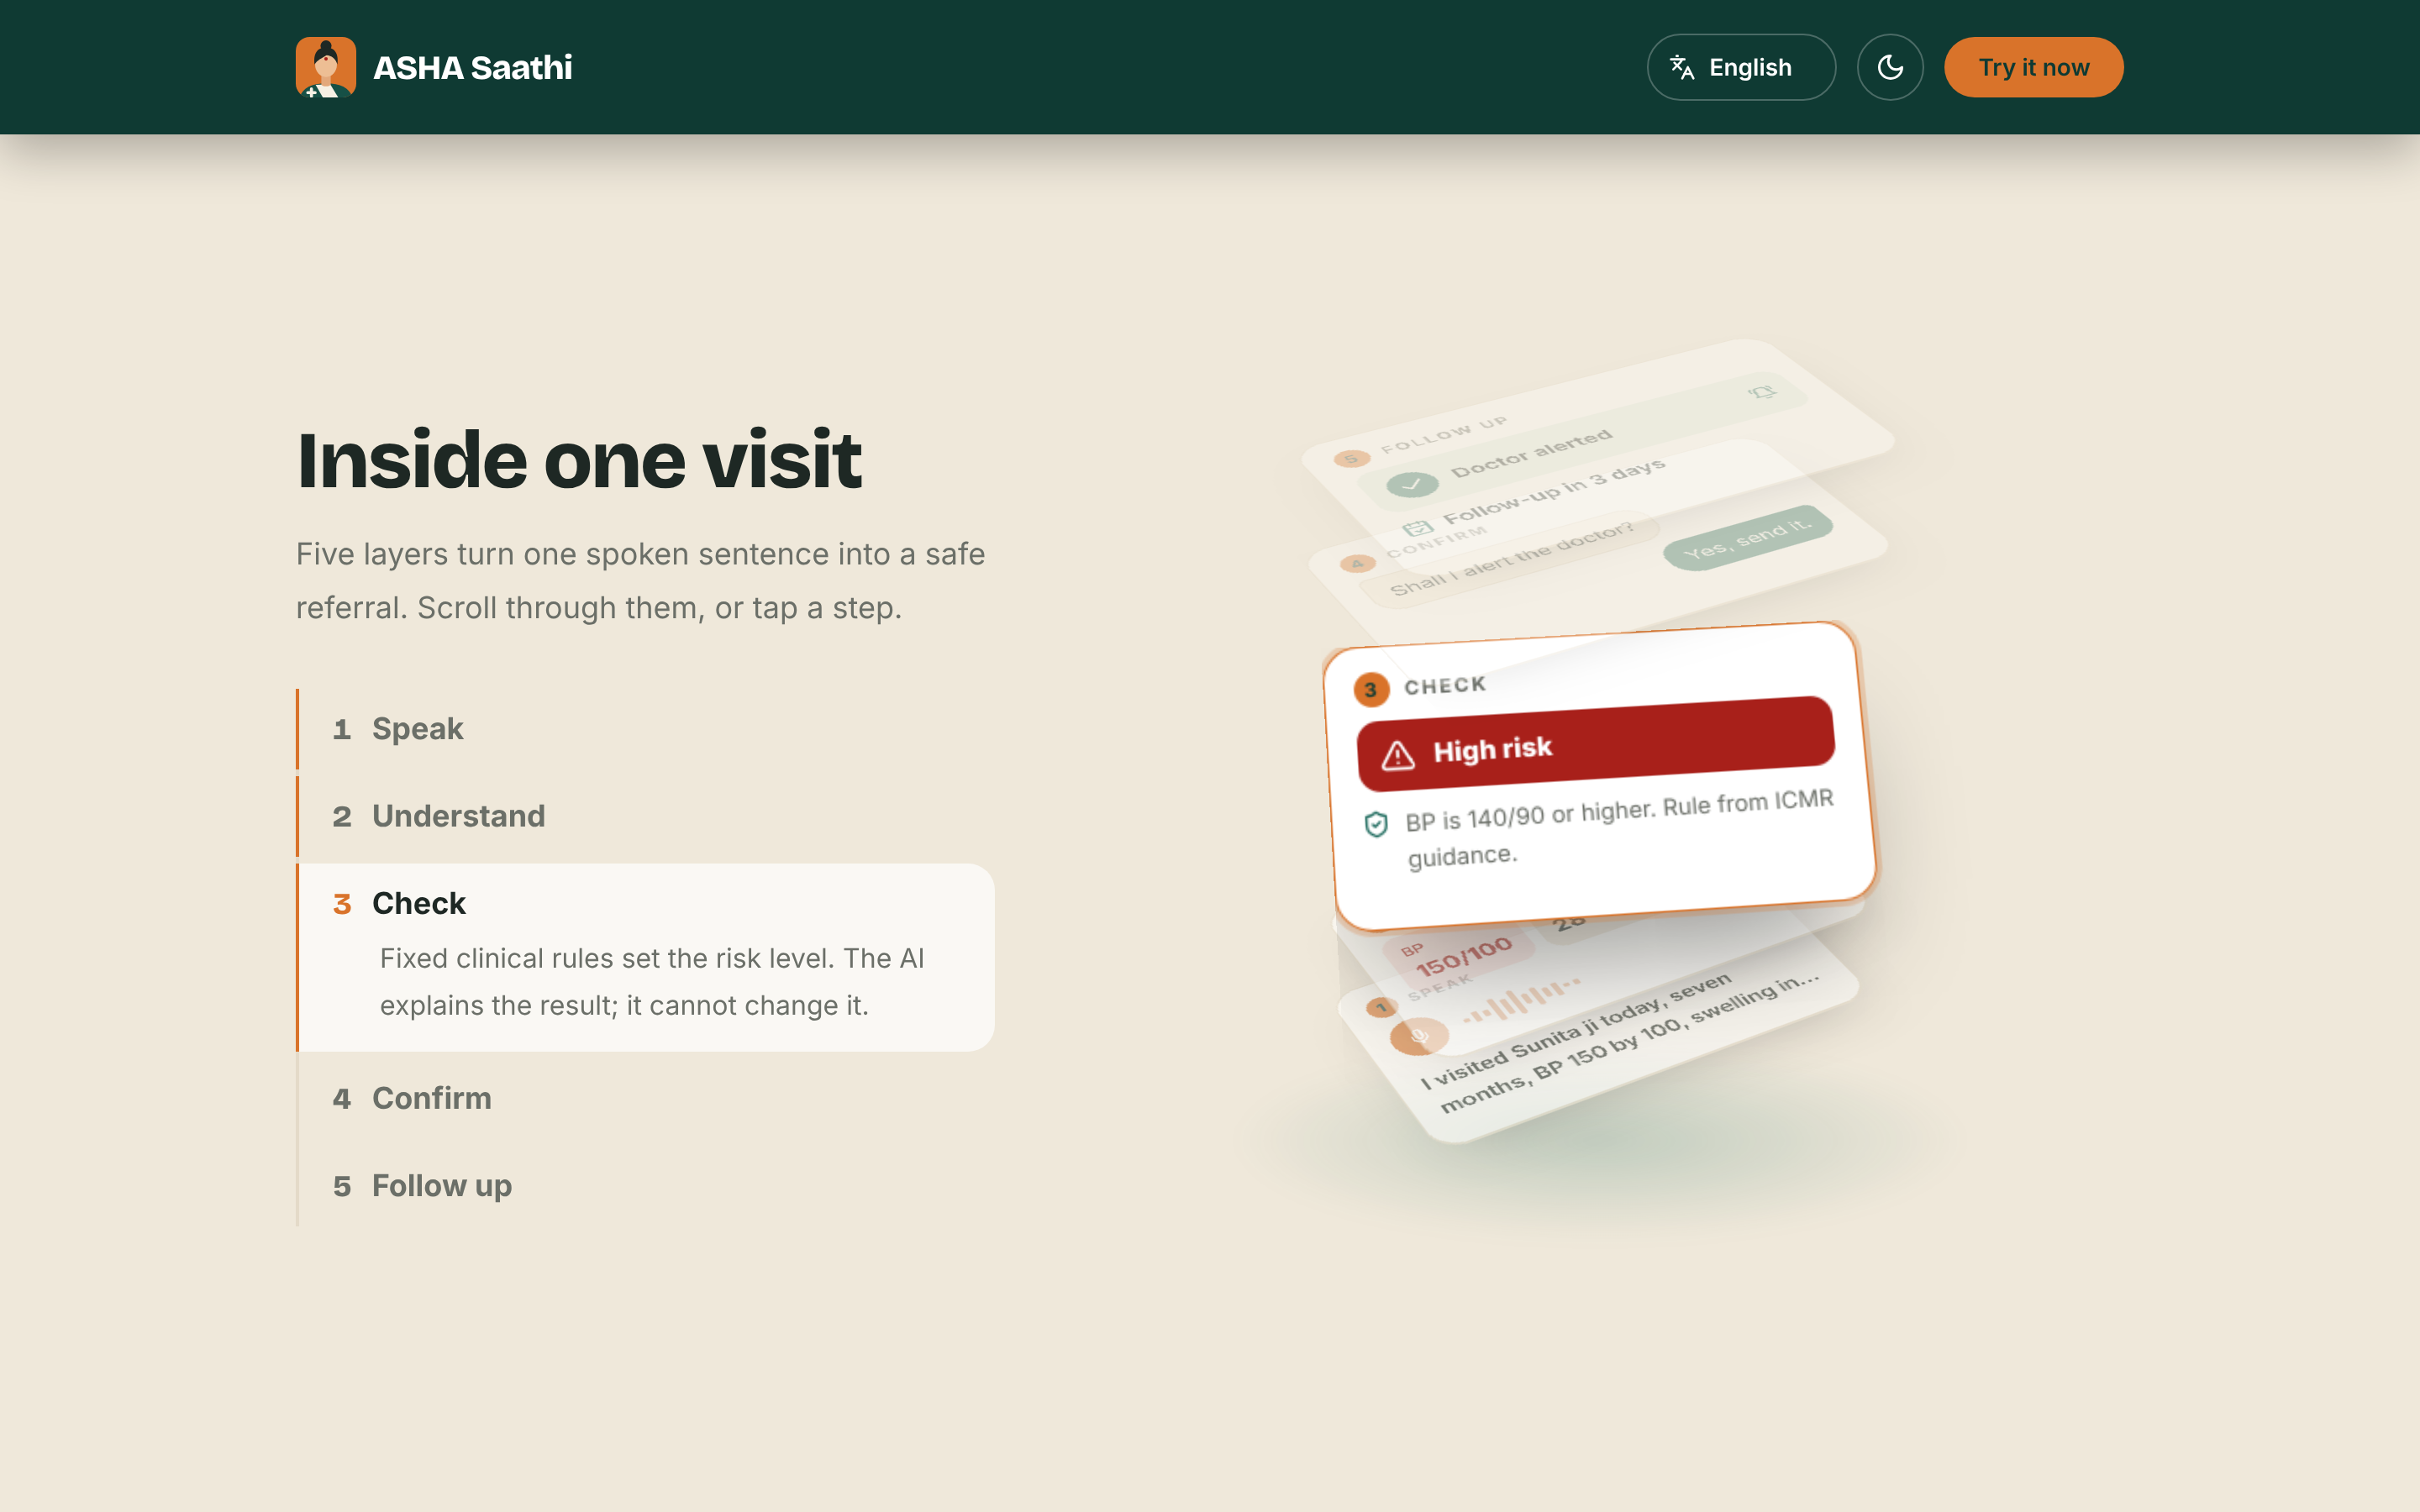 ASHA Saathi
English
Try it now
Inside one visit
Five layers turn one spoken sentence into a safe
referral. Scroll through them, or tap a step.
1 Speak
2 Understand
3 Check
Fixed clinical rules set the risk level. The AI
explains the result; it cannot change it.
4 Confirm
5 Follow up
5 FOLLOW UP
Doctor alerted
Follow-up in 3 days
4 CONFIRM
Shall I alert the doctor?
Yes, send it.
3 CHECK
High risk
BP is 140/90 or higher. Rule from ICMR
guidance.
BP
150/100
28
1 SPEAK
I visited Sunita ji today, seven
months, BP 150 by 100, swelling in...